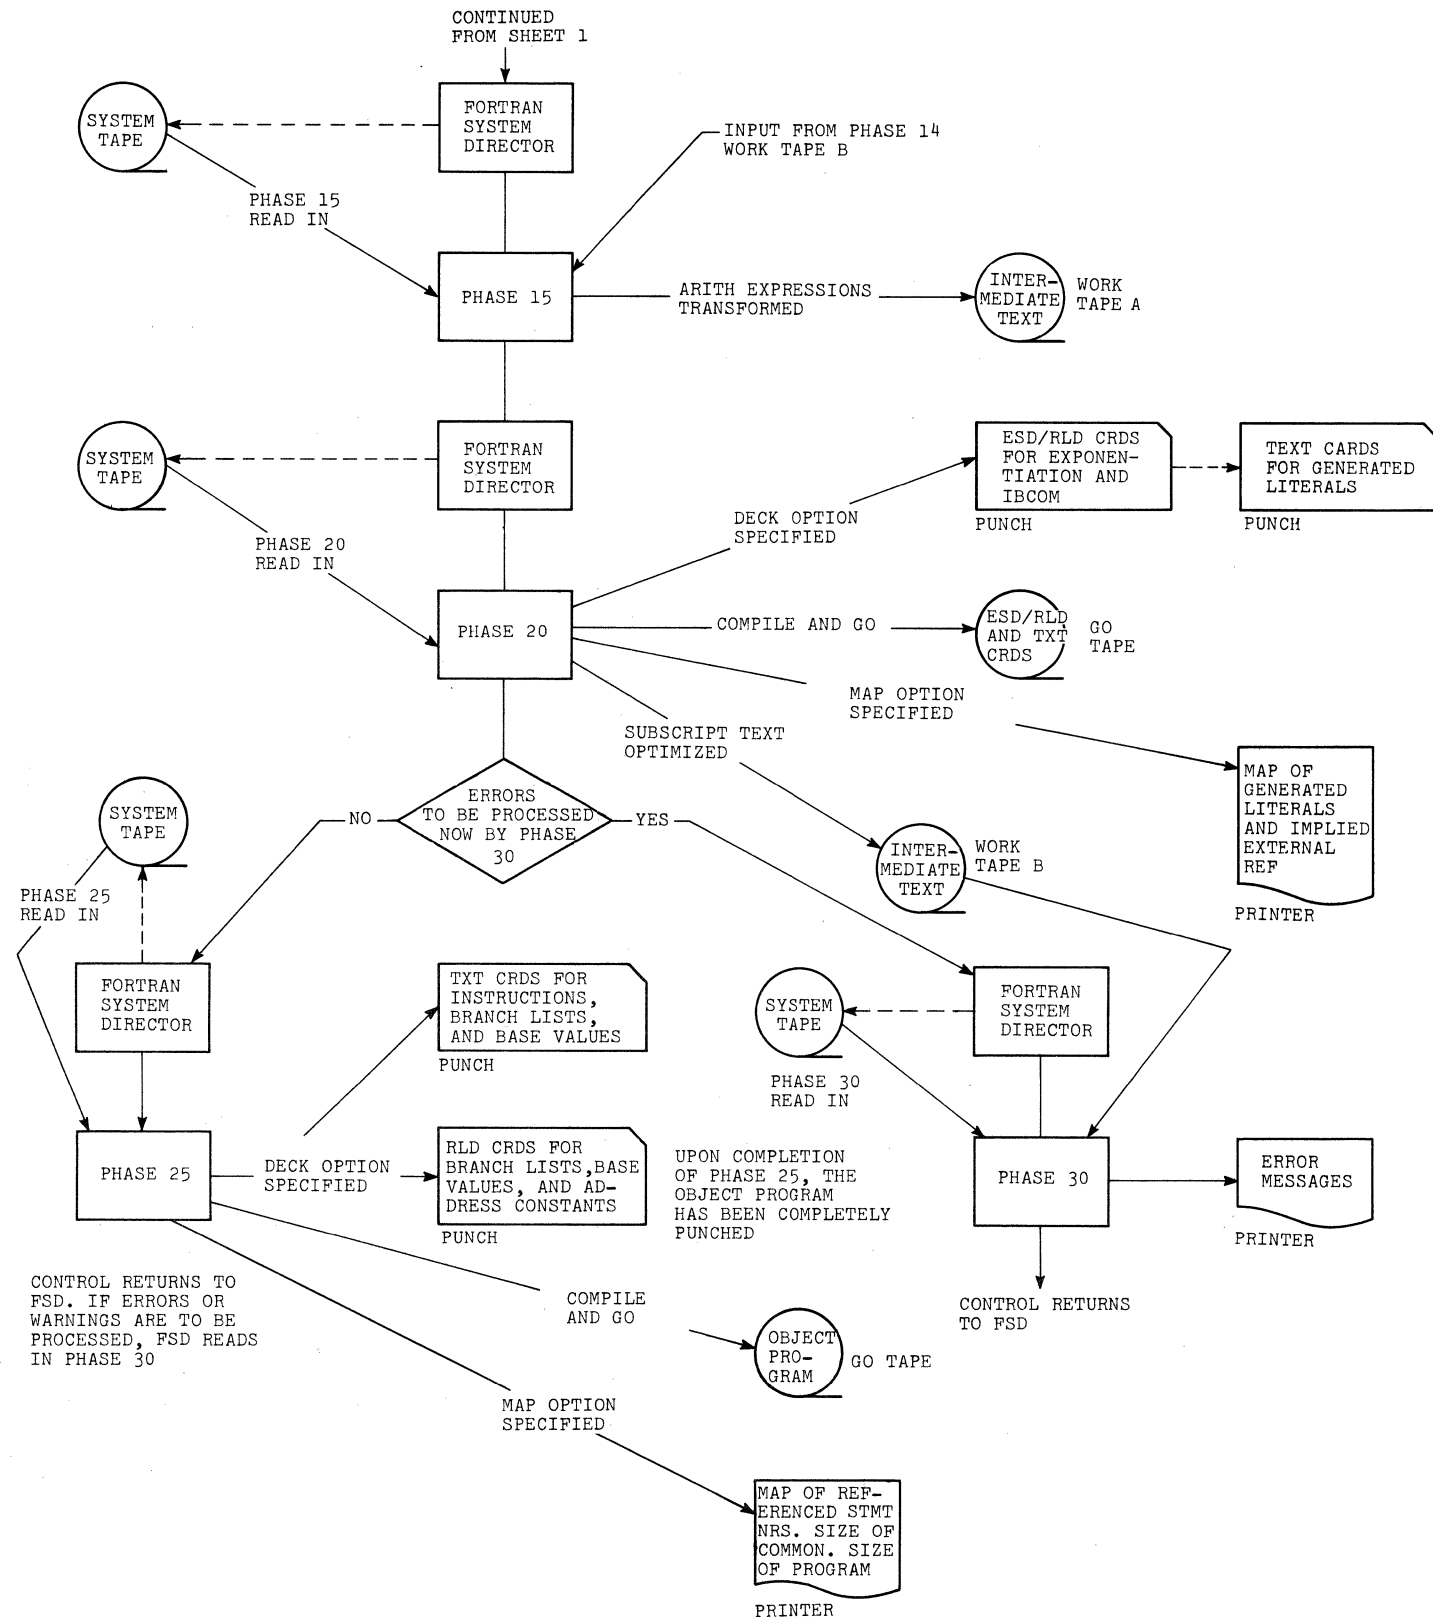 CONTINUED
FROM SHEET 1
FORTRAN
SYSTEM
DIRECTOR
SYSTEM
TAPE
INPUT FROM PHASE 14
WORK TAPE B
PHASE 15
READ IN
PHASE 15
ARITH EXPRESSIONS
TRANSFORMED
INTER-
MEDIATE
TEXT
WORK
TAPE A
SYSTEM
TAPE
FORTRAN
SYSTEM
DIRECTOR
ESD/RLD CRDS
FOR EXPONEN-
TIATION AND
IBCOM
PUNCH
TEXT CARDS
FOR GENERATED
LITERALS
PUNCH
DECK OPTION
SPECIFIED
PHASE 20
READ IN
PHASE 20
COMPILE AND GO
ESD/RLD
AND TXT
CRDS
GO
TAPE
MAP OPTION
SPECIFIED
SUBSCRIPT TEXT
OPTIMIZED
MAP OF
GENERATED
LITERALS
AND IMPLIED
EXTERNAL
REF
PRINTER
ERRORS
TO BE PROCESSED
NOW BY PHASE
30
NO
YES
SYSTEM
TAPE
INTER-
MEDIATE
TEXT
WORK
TAPE B
PHASE 25
READ IN
FORTRAN
SYSTEM
DIRECTOR
TXT CRDS FOR
INSTRUCTIONS,
BRANCH LISTS,
AND BASE VALUES
PUNCH
SYSTEM
TAPE
FORTRAN
SYSTEM
DIRECTOR
PHASE 30
READ IN
PHASE 25
DECK OPTION
SPECIFIED
RLD CRDS FOR
BRANCH LISTS,BASE
VALUES, AND AD-
DRESS CONSTANTS
PUNCH
UPON COMPLETION
OF PHASE 25, THE
OBJECT PROGRAM
HAS BEEN COMPLETELY
PUNCHED
PHASE 30
ERROR
MESSAGES
PRINTER
CONTROL RETURNS TO
FSD. IF ERRORS OR
WARNINGS ARE TO BE
PROCESSED, FSD READS
IN PHASE 30
COMPILE
AND GO
CONTROL RETURNS
TO FSD
OBJECT
PRO-
GRAM
GO TAPE
MAP OPTION
SPECIFIED
MAP OF REF-
ERENCED STMT
NRS. SIZE OF
COMMON. SIZE
OF PROGRAM
PRINTER